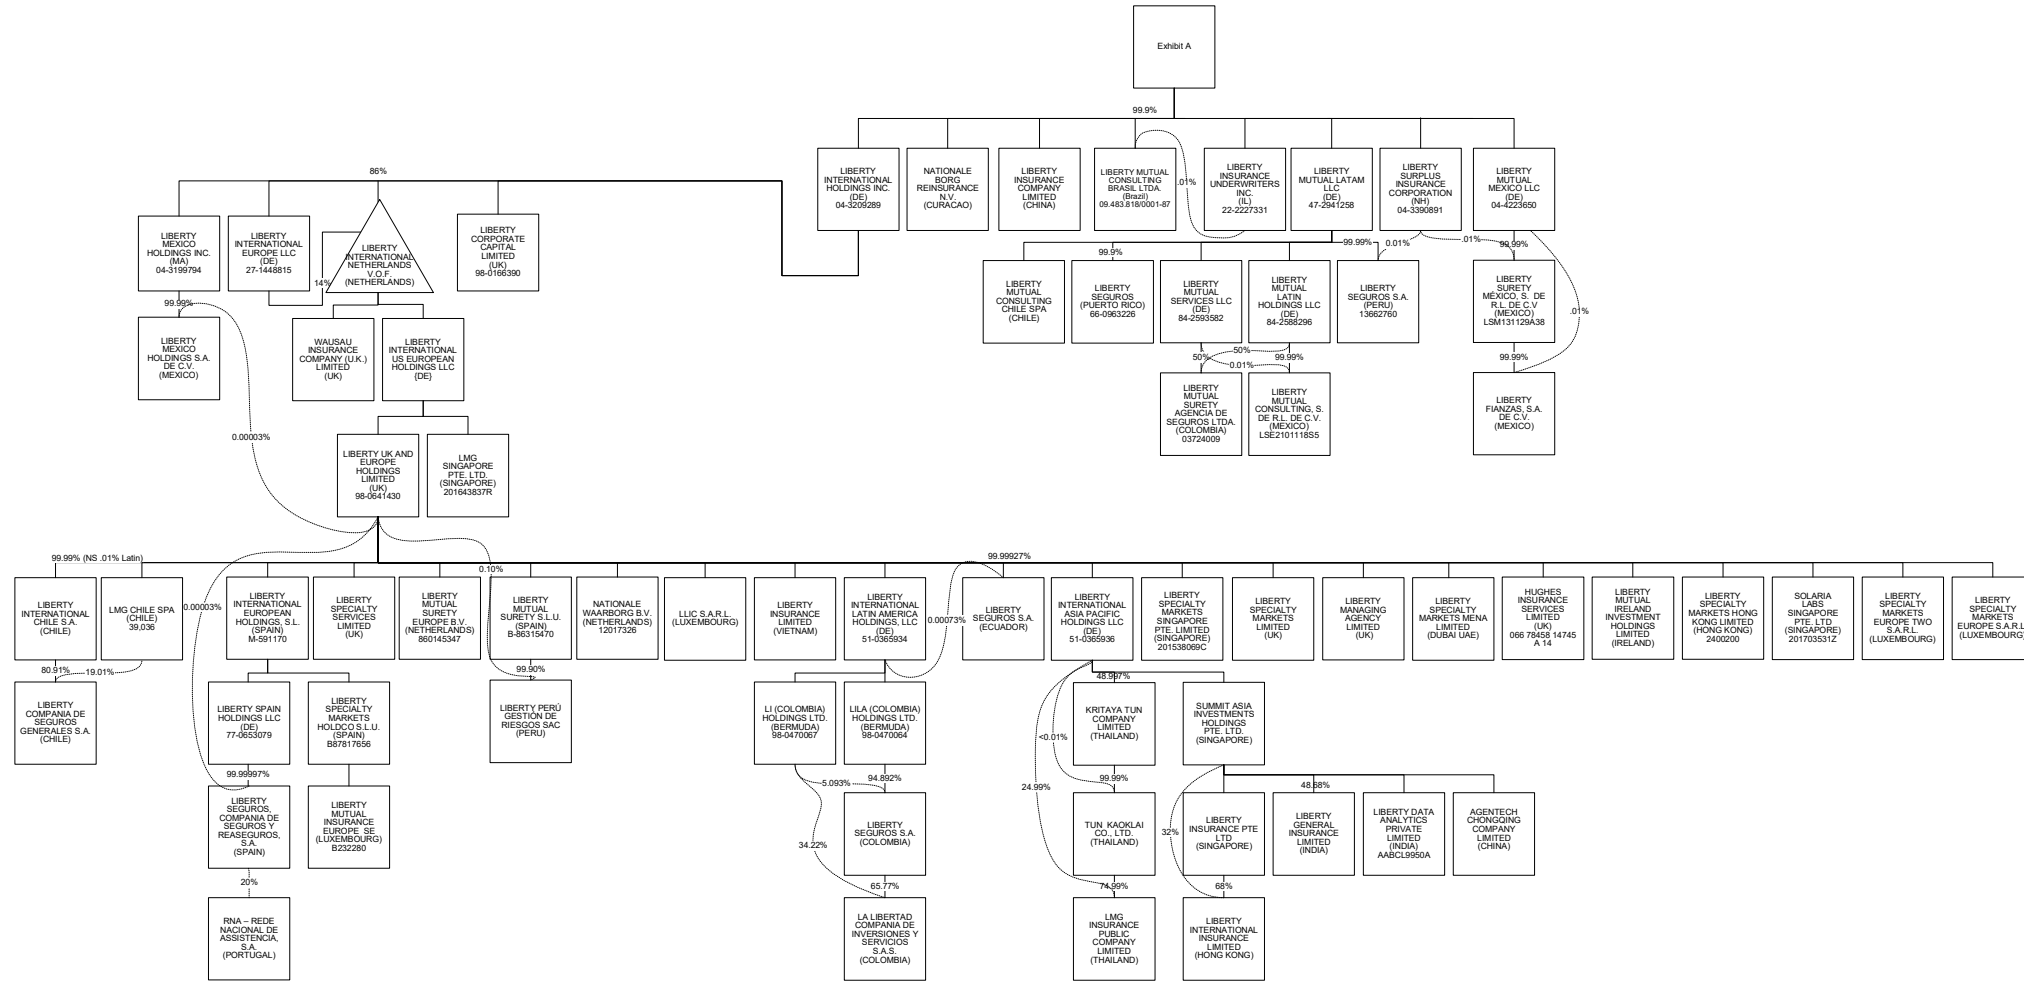 Exhibit A
99.9%
LIBERTY
INTERNATIONAL
HOLDINGS INC.
(DE)
04-3209289
NATIONALE
BORG
REINSURANCE
N.V.
(CURACAO)
LIBERTY
INSURANCE
COMPANY
LIMITED
(CHINA)
LIBERTY MUTUAL
CONSULTING
BRASIL LTDA.
(Brazil)
09.483.818/0001-87
.01%
LIBERTY
INSURANCE
UNDERWRITERS
INC.
(IL)
22-2227331
LIBERTY
MUTUAL LATAM
LLC
(DE)
47-2941258
LIBERTY
SURPLUS
INSURANCE
CORPORATION
(NH)
04-3390891
LIBERTY
MUTUAL
MEXICO LLC
(DE)
04-4223650
86%
LIBERTY
MEXICO
HOLDINGS INC.
(MA)
04-3199794
LIBERTY
INTERNATIONAL
EUROPE LLC
(DE)
27-1448815
14%
LIBERTY
INTERNATIONAL
NETHERLANDS
V.O.F.
(NETHERLANDS)
LIBERTY
CORPORATE
CAPITAL
LIMITED
(UK)
98-0166390
99.9%
99.99%
0.01%
.01%
99.99%
LIBERTY
MUTUAL
CONSULTING
CHILE SPA
(CHILE)
LIBERTY
SEGUROS
(PUERTO RICO)
66-0963226
LIBERTY
MUTUAL
SERVICES LLC
(DE)
84-2593582
LIBERTY
MUTUAL
LATIN
HOLDINGS LLC
(DE)
84-2588296
LIBERTY
SEGUROS S.A.
(PERU)
13662760
LIBERTY
SURETY
MÉXICO, S. DE
R.L. DE C.V
(MEXICO)
LSM131129A38
.01%
99.99%
LIBERTY
MEXICO
HOLDINGS S.A.
DE C.V.
(MEXICO)
WAUSAU
INSURANCE
COMPANY (U.K.)
LIMITED
(UK)
LIBERTY
INTERNATIONAL
US EUROPEAN
HOLDINGS LLC
(DE)
50%
50%
0.01%
99.99%
99.99%
LIBERTY
MUTUAL
SURETY
AGENCIA DE
SEGUROS LTDA.
(COLOMBIA)
03724009
LIBERTY
MUTUAL
CONSULTING, S.
DE R.L. DE C.V.
(MEXICO)
LSE2101118S5
LIBERTY
FIANZAS, S.A.
DE C.V.
(MEXICO)
0.00003%
LIBERTY UK AND
EUROPE
HOLDINGS
LIMITED
(UK)
98-0641430
LMG
SINGAPORE
PTE. LTD.
(SINGAPORE)
201643837R
99.99% (NS .01% Latin)
0.10%
99.99927%
LIBERTY
INTERNATIONAL
CHILE S.A.
(CHILE)
LMG CHILE SPA
(CHILE)
39,036
0.00003%
LIBERTY
INTERNATIONAL
EUROPEAN
HOLDINGS, S.L.
(SPAIN)
M-591170
LIBERTY
SPECIALTY
SERVICES
LIMITED
(UK)
LIBERTY
MUTUAL
SURETY
EUROPE B.V.
(NETHERLANDS)
860145347
LIBERTY
MUTUAL
SURETY S.L.U.
(SPAIN)
B-86315470
NATIONALE
WAARBORG B.V.
(NETHERLANDS)
12017326
LLIC S.A.R.L.
(LUXEMBOURG)
LIBERTY
INSURANCE
LIMITED
(VIETNAM)
LIBERTY
INTERNATIONAL
LATIN AMERICA
HOLDINGS, LLC
(DE)
51-0365934
0.00073%
LIBERTY
SEGUROS S.A.
(ECUADOR)
LIBERTY
INTERNATIONAL
ASIA PACIFIC
HOLDINGS LLC
(DE)
51-0365936
LIBERTY
SPECIALTY
MARKETS
SINGAPORE
PTE. LIMITED
(SINGAPORE)
201538069C
LIBERTY
SPECIALTY
MARKETS
LIMITED
(UK)
LIBERTY
MANAGING
AGENCY
LIMITED
(UK)
LIBERTY
SPECIALTY
MARKETS MENA
LIMITED
(DUBAI UAE)
HUGHES
INSURANCE
SERVICES
LIMITED
(UK)
066 78458 14745
A 14
LIBERTY
MUTUAL
IRELAND
INVESTMENT
HOLDINGS
LIMITED
(IRELAND)
LIBERTY
SPECIALTY
MARKETS HONG
KONG LIMITED
(HONG KONG)
2400200
SOLARIA
LABS
SINGAPORE
PTE. LTD
(SINGAPORE)
201703531Z
LIBERTY
SPECIALTY
MARKETS
EUROPE TWO
S.A.R.L.
(LUXEMBOURG)
LIBERTY
SPECIALTY
MARKETS
EUROPE S.A.R.L
(LUXEMBOURG)
80.91%
19.01%
99.90%
48.997%
LIBERTY
COMPANIA DE
SEGUROS
GENERALES S.A.
(CHILE)
LIBERTY SPAIN
HOLDINGS LLC
(DE)
77-0653079
LIBERTY
SPECIALTY
MARKETS
HOLDCO S.L.U.
(SPAIN)
B87817656
LIBERTY PERÚ
GESTIÓN DE
RIESGOS SAC
(PERU)
LI (COLOMBIA)
HOLDINGS LTD.
(BERMUDA)
98-0470067
LILA (COLOMBIA)
HOLDINGS LTD.
(BERMUDA)
98-0470064
<0.01%
KRITAYA TUN
COMPANY
LIMITED
(THAILAND)
SUMMIT ASIA
INVESTMENTS
HOLDINGS
PTE. LTD.
(SINGAPORE)
99.99997%
5.093%
94.892%
24.99%
99.99%
48.68%
LIBERTY
SEGUROS,
COMPANIA DE
SEGUROS Y
REASEGUROS,
S.A.
(SPAIN)
LIBERTY
MUTUAL
INSURANCE
EUROPE SE
(LUXEMBOURG)
B232280
34.22%
LIBERTY
SEGUROS S.A.
(COLOMBIA)
TUN KAOKLAI
CO., LTD.
(THAILAND)
32%
LIBERTY
INSURANCE PTE
LTD
(SINGAPORE)
LIBERTY
GENERAL
INSURANCE
LIMITED
(INDIA)
LIBERTY DATA
ANALYTICS
PRIVATE
LIMITED
(INDIA)
AABCL9950A
AGENTECH
CHONGQING
COMPANY
LIMITED
(CHINA)
20%
65.77%
74.99%
68%
RNA – REDE
NACIONAL DE
ASSISTENCIA,
S.A.
(PORTUGAL)
LA LIBERTAD
COMPANIA DE
INVERSIONES Y
SERVICIOS
S.A.S.
(COLOMBIA)
LMG
INSURANCE
PUBLIC
COMPANY
LIMITED
(THAILAND)
LIBERTY
INTERNATIONAL
INSURANCE
LIMITED
(HONG KONG)